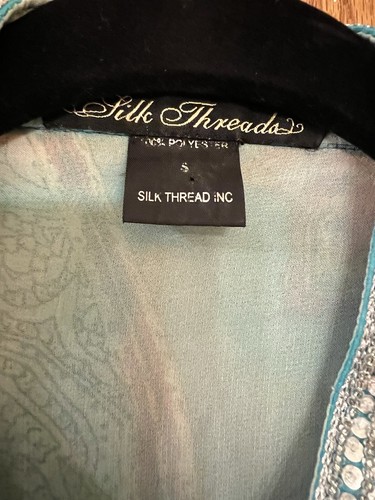 Silk Threads
100% POLYESTER
S
SILK THREAD INC